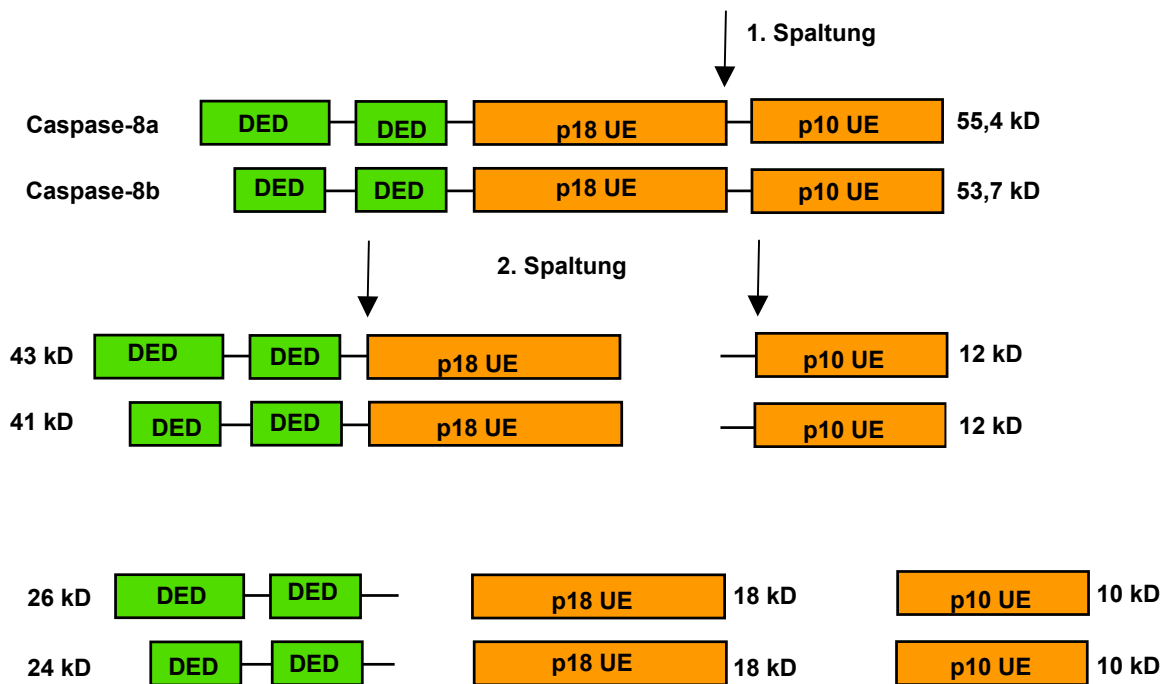 1. Spaltung
Caspase-8a DED DED p18 UE p10 UE 55,4 kD
Caspase-8b DED DED p18 UE p10 UE 53,7 kD
2. Spaltung
43 kD DED DED p18 UE p10 UE 12 kD
41 kD DED DED p18 UE p10 UE 12 kD
26 kD DED DED p18 UE 18 kD p10 UE 10 kD
24 kD DED DED p18 UE 18 kD p10 UE 10 kD